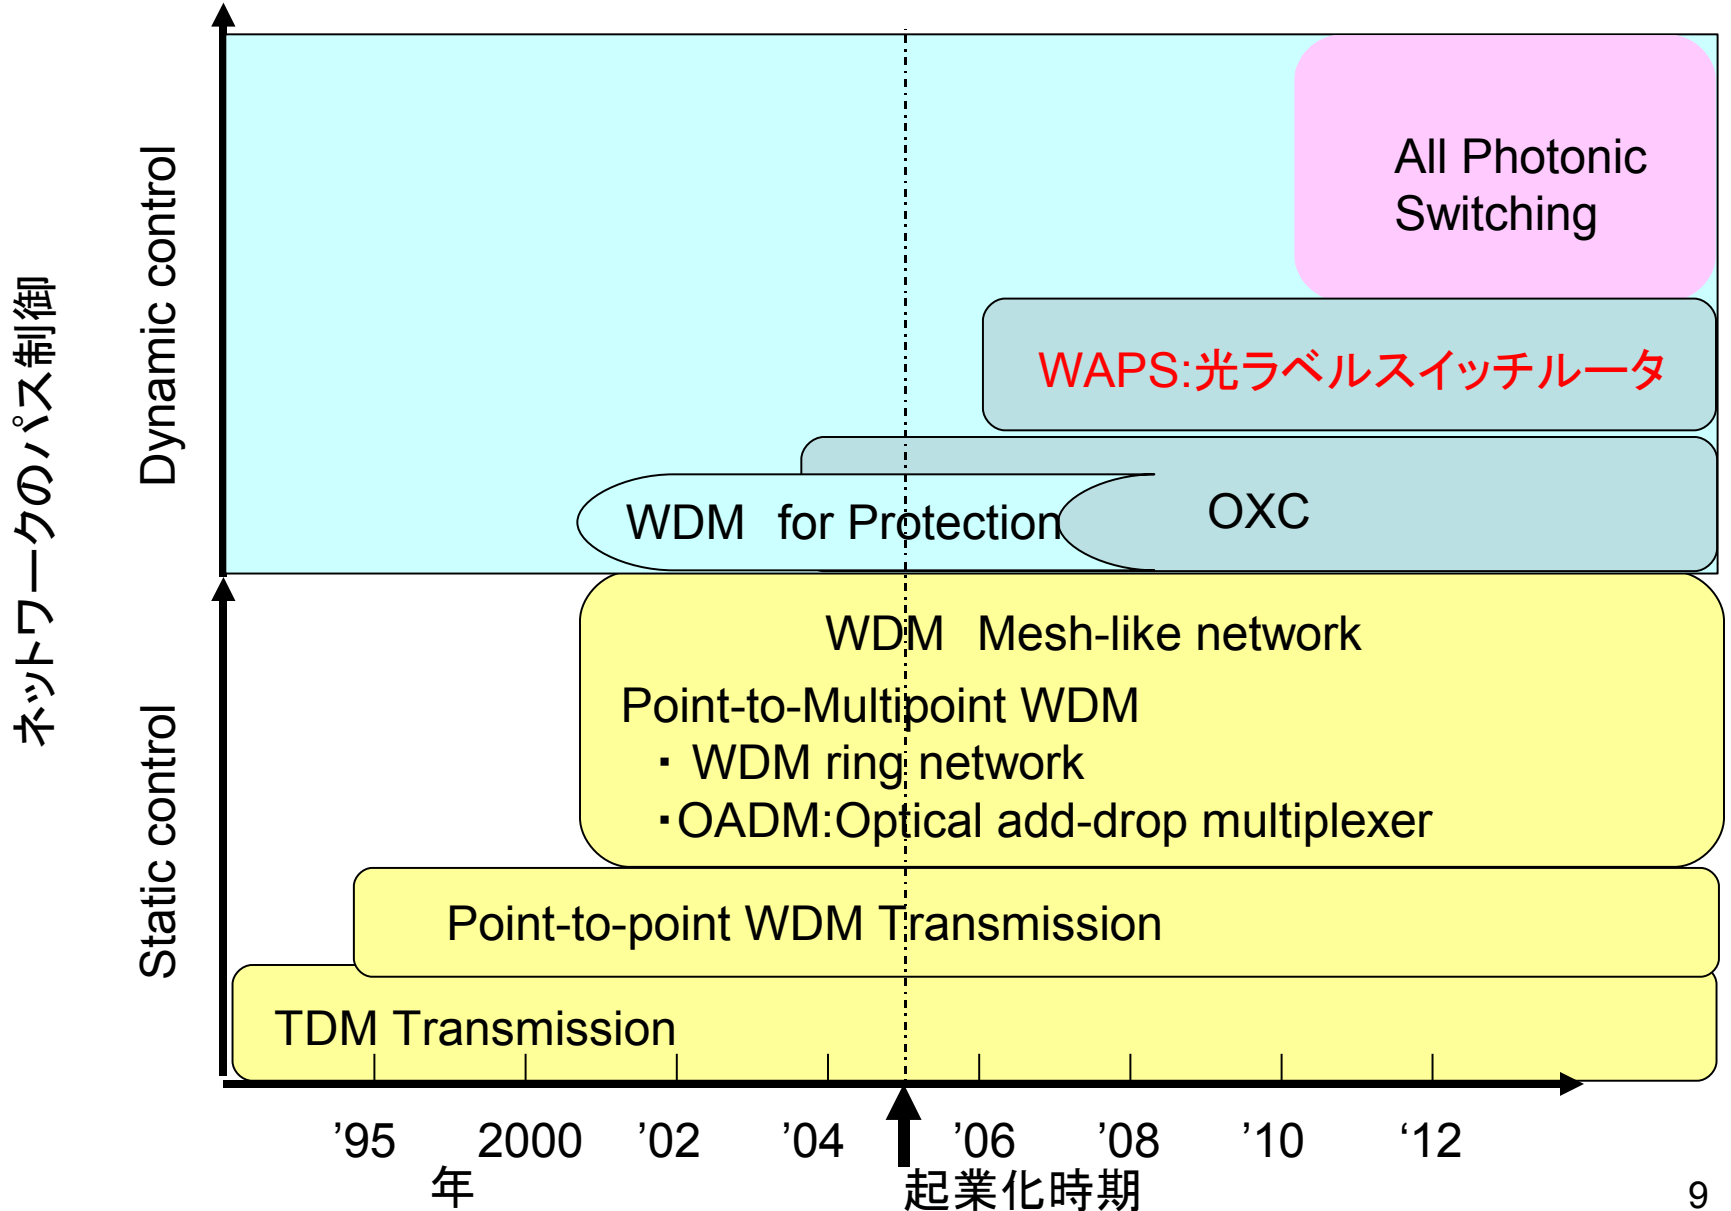 ネットワークのパス制御
Dynamic control
Static control
All Photonic
Switching
WAPS:光ラベルスイッチルータ
OXC
WDM　for Protection
WDM　Mesh-like network
Point-to-Multipoint WDM
・ WDM ring network
・OADM:Optical add-drop multiplexer
Point-to-point WDM Transmission
TDM Transmission
’95 2000 ’02 ’04 ’06 ’08 ’10 ‘12
年
起業化時期
9